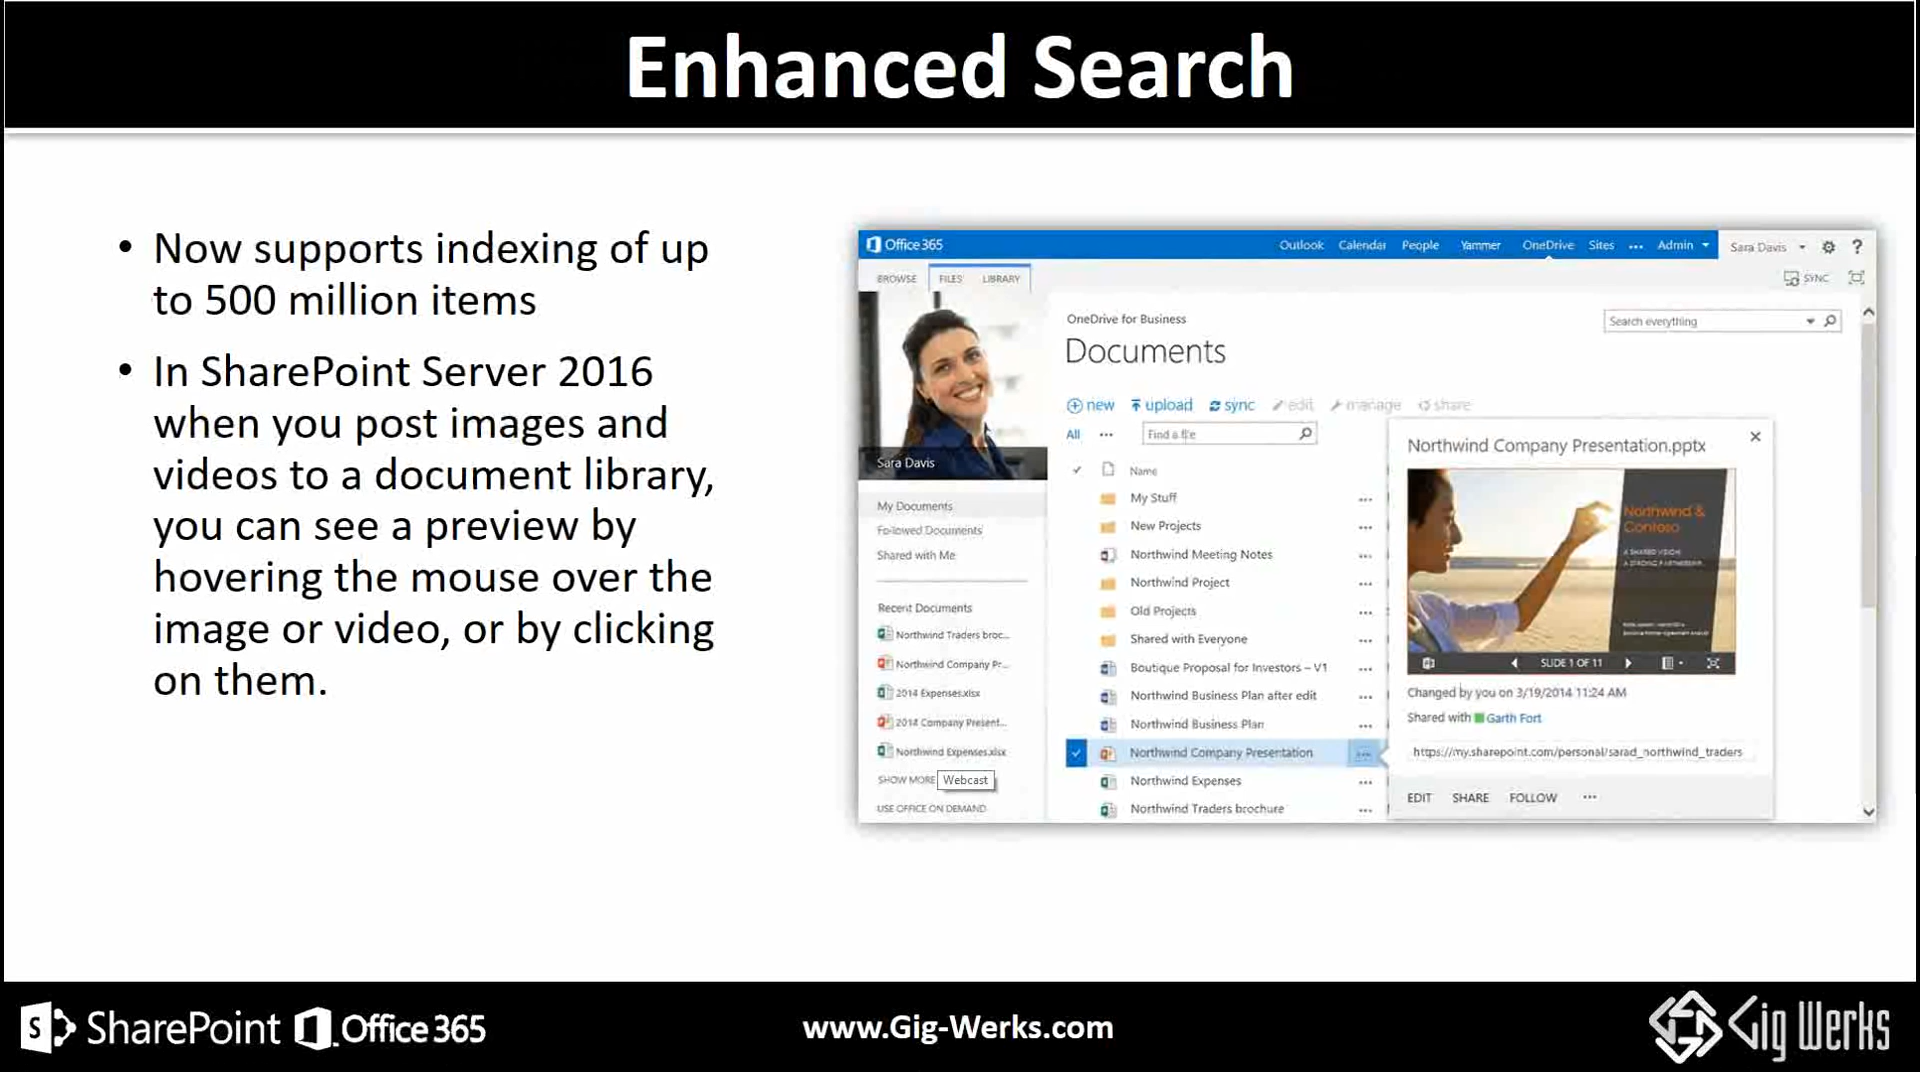 Enhanced Search
• Now supports indexing of up
to 500 million items
• In SharePoint Server 2016
when you post images and
videos to a document library,
you can see a preview by
hovering the mouse over the
image or video, or by clicking
on them.
Office 365
Outlook Calendar People Yammer OneDrive Sites ... Admin
Sara Davis ?
BROWSE FILES LIBRARY
SYNC
Sara Davis
My Documents
Followed Documents
Shared with Me
Recent Documents
Northwind Traders broc...
Northwind Company Pr...
2014 Expenses.xlsx
2014 Company Present...
Northwind Expenses.xlsx
SHOW MORE
Webcast
USE OFFICE ON DEMAND
OneDrive for Business
Documents
Search everything
new upload sync edit manage share
All ... Find a file
Name
My Stuff ...
New Projects ...
Northwind Meeting Notes ...
Northwind Project ...
Old Projects ...
Shared with Everyone ...
Boutique Proposal for Investors – V1 ...
Northwind Business Plan after edit ...
Northwind Business Plan ...
Northwind Company Presentation ...
Northwind Expenses ...
Northwind Traders brochure ...
Northwind Company Presentation.pptx
Northwind &
Contoso
A SHARED VISION
A STRONG PARTNERSHIP
SLIDE 1 OF 11
Changed by you on 3/19/2014 11:24 AM
Shared with Garth Fort
https://my.sharepoint.com/personal/sarad_northwind_traders
EDIT SHARE FOLLOW ...
S SharePoint Office 365
www.Gig-Werks.com
Gig Werks